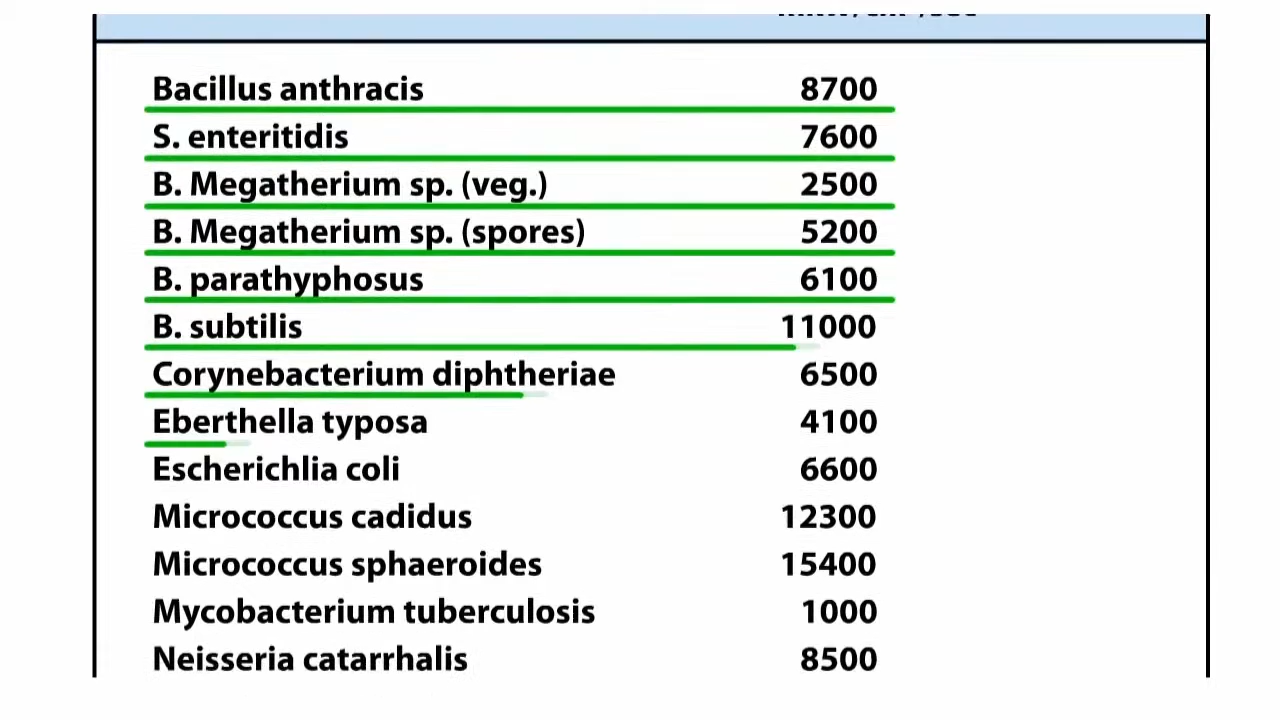 Bacillus anthracis 8700
S. enteritidis 7600
B. Megatherium sp. (veg.) 2500
B. Megatherium sp. (spores) 5200
B. parathyphosus 6100
B. subtilis 11000
Corynebacterium diphtheriae 6500
Eberthella typosa 4100
Escherichlia coli 6600
Micrococcus cadidus 12300
Micrococcus sphaeroides 15400
Mycobacterium tuberculosis 1000
Neisseria catarrhalis 8500